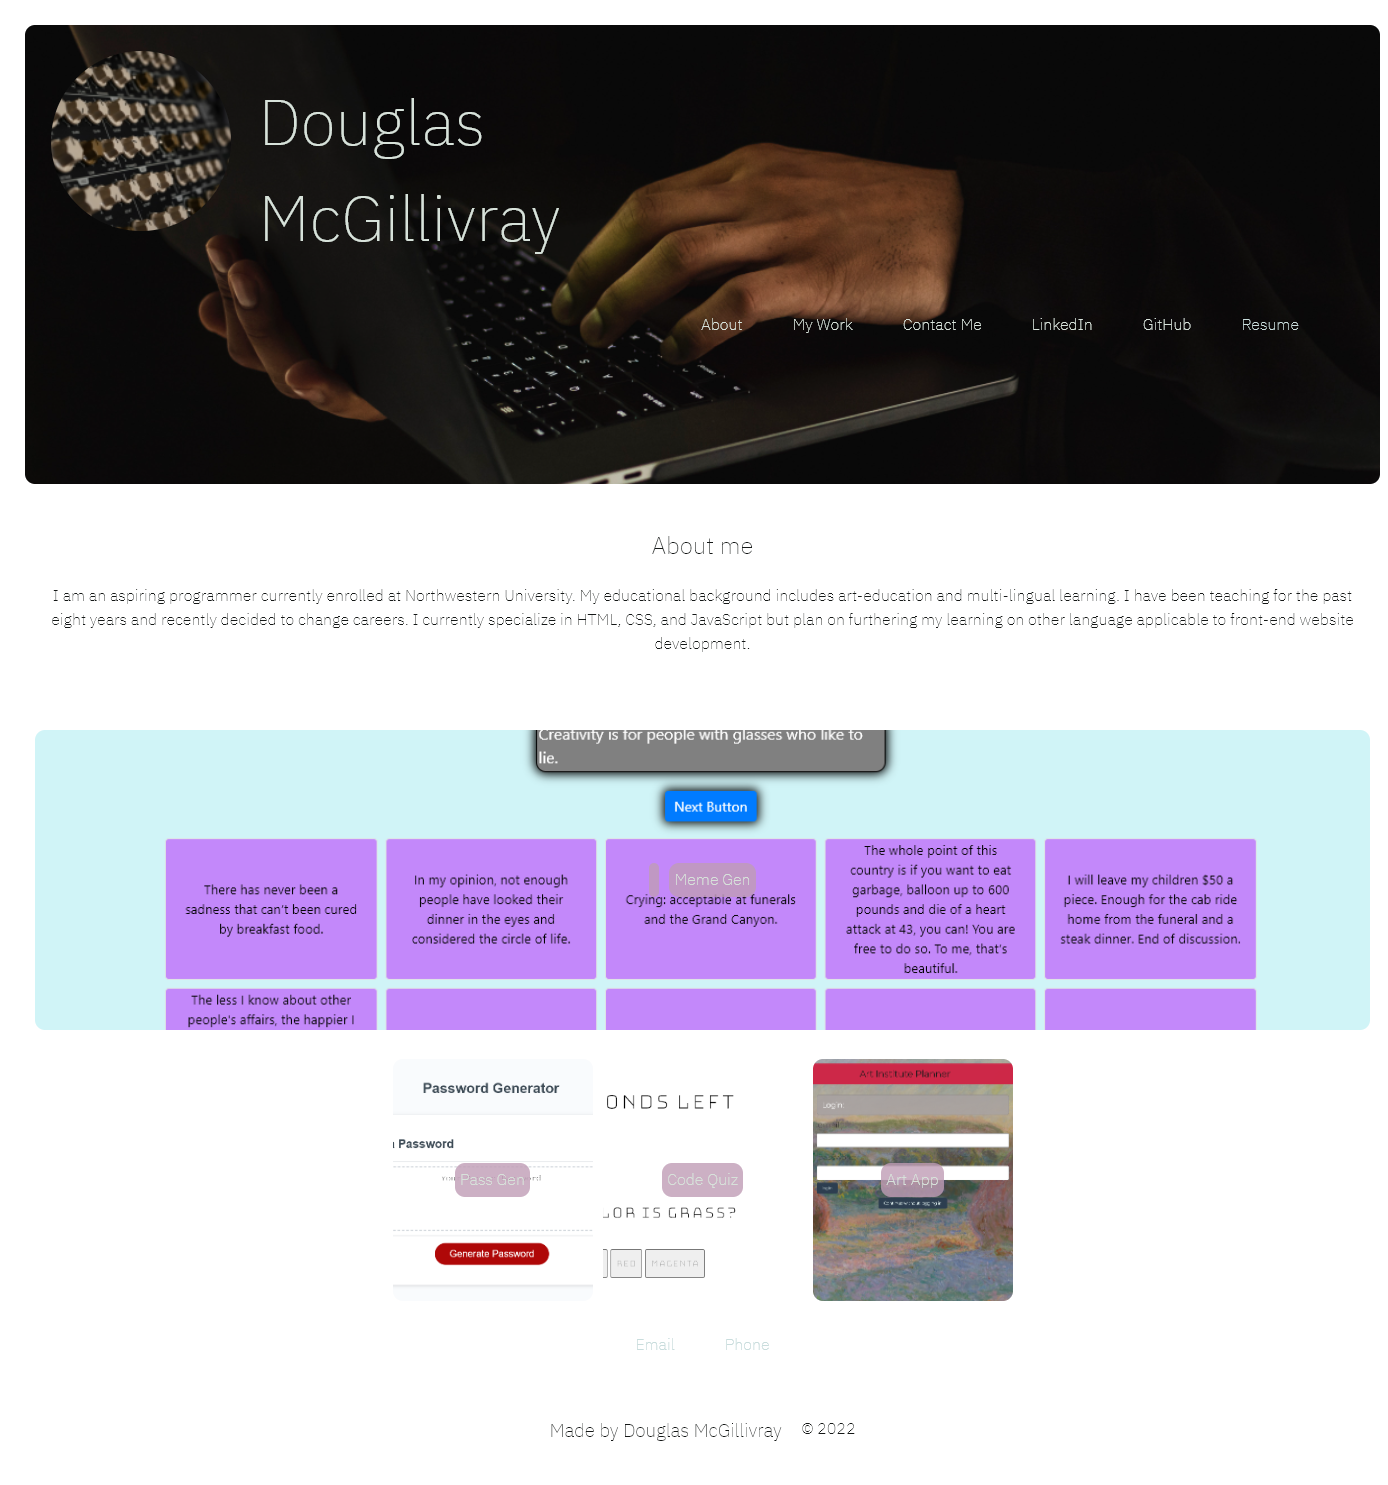 Douglas
McGillivray
About My Work Contact Me LinkedIn GitHub Resume
About me
I am an aspiring programmer currently enrolled at Northwestern University. My educational background includes art-education and multi-lingual learning. I have been teaching for the past
eight years and recently decided to change careers. I currently specialize in HTML, CSS, and JavaScript but plan on furthering my learning on other language applicable to front-end website
development.
Creativity is for people with glasses who like to
lie.
Next Button
There has never been a
sadness that can't been cured
by breakfast food.
In my opinion, not enough
people have looked their
dinner in the eyes and
considered the circle of life.
Meme Gen
Crying: acceptable at funerals
and the Grand Canyon.
The whole point of this
country is if you want to eat
garbage, balloon up to 600
pounds and die of a heart
attack at 43, you can! You are
free to do so. To me, that's
beautiful.
I will leave my children $50 a
piece. Enough for the cab ride
home from the funeral and a
steak dinner. End of discussion.
The less I know about other
people's affairs, the happier I
Password Generator
Password
Pass Gen
Generate Password
ONDS LEFT
Code Quiz
LOR IS GRASS?
RED MAGENTA
Art Institute Planner
Login:
Art App
Continue without logging in
Email Phone
Made by Douglas McGillivray © 2022